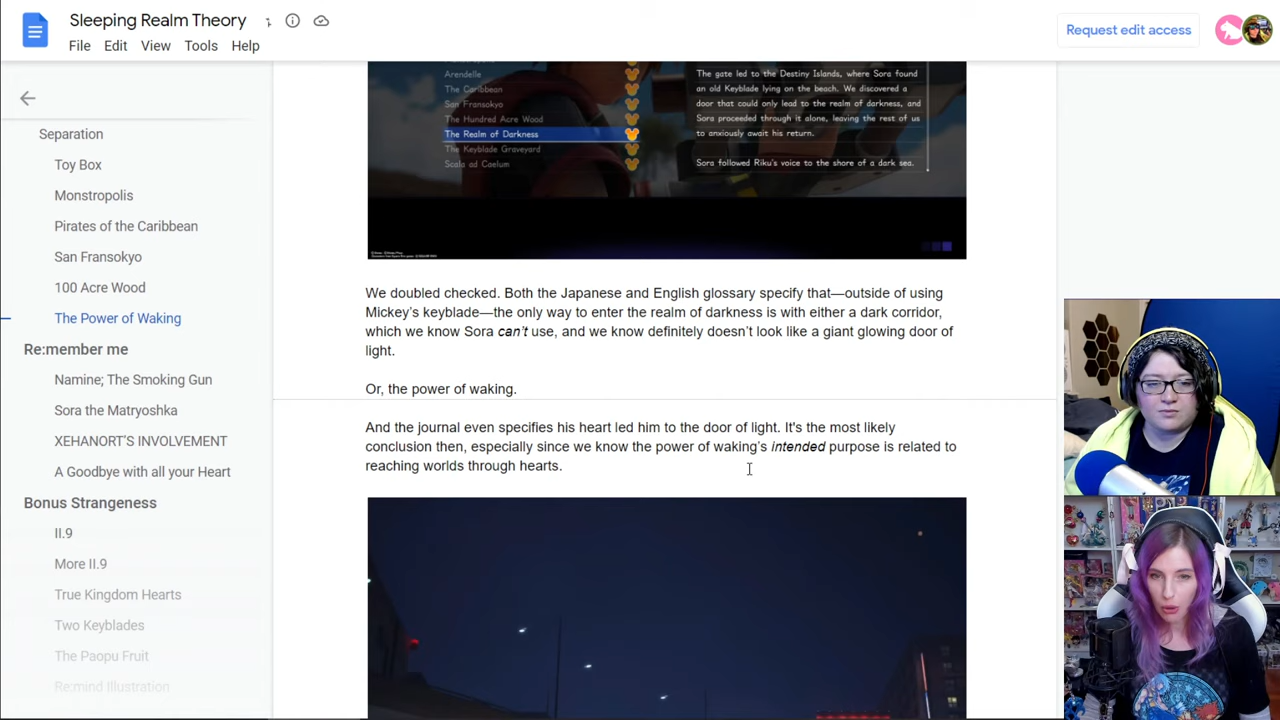 Sleeping Realm Theory
File Edit View Tools Help
Request edit access
Separation
Toy Box
Monstropolis
Pirates of the Caribbean
San Fransokyo
100 Acre Wood
The Power of Waking
Re:member me
Namine; The Smoking Gun
Sora the Matryoshka
XEHANORT'S INVOLVEMENT
A Goodbye with all your Heart
Bonus Strangeness
II.9
More II.9
True Kingdom Hearts
Two Keyblades
The Paopu Fruit
Re:mind Illustration
Arendelle
The Caribbean
San Fransokyo
The Hundred Acre Wood
The Realm of Darkness
The Keyblade Graveyard
Scala ad Caelum
The gate led to the Destiny Islands, where Sora found
an old Keyblade lying on the beach. We discovered a
door that could only lead to the realm of darkness, and
Sora proceeded through it alone, leaving the rest of us
to anxiously await his return.
Sora followed Riku's voice to the shore of a dark sea.
We doubled checked. Both the Japanese and English glossary specify that—outside of using
Mickey's keyblade—the only way to enter the realm of darkness is with either a dark corridor,
which we know Sora can't use, and we know definitely doesn't look like a giant glowing door of
light.
Or, the power of waking.
And the journal even specifies his heart led him to the door of light. It's the most likely
conclusion then, especially since we know the power of waking's intended purpose is related to
reaching worlds through hearts.